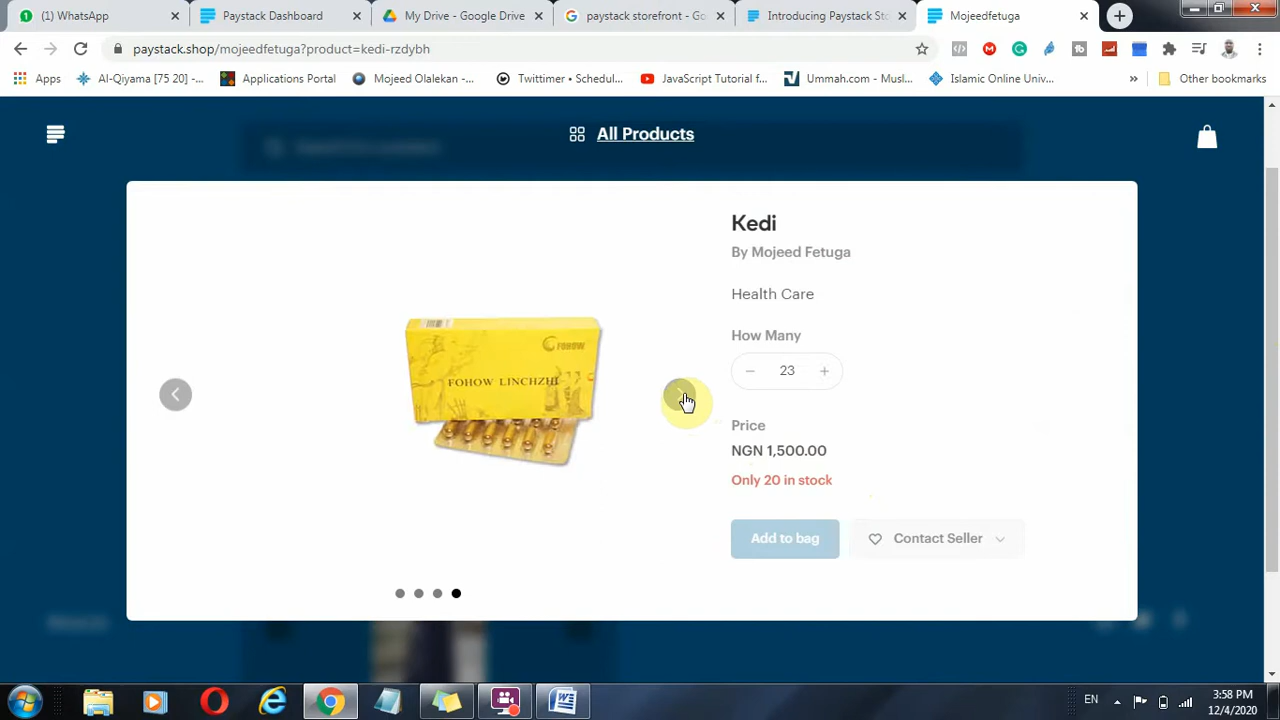 (1) WhatsApp
Paystack Dashboard
My Drive - Google Drive
paystack storefront - Go
Introducing Paystack Sto
Mojeedfetuga
paystack.shop/mojeedfetuga?product=kedi-rzdybh
Apps
Al-Qiyama [75 20] -...
Applications Portal
Mojeed Olalekan -...
Twittimer • Schedul...
JavaScript Tutorial f...
Ummah.com - Musl...
Islamic Online Univ...
»
Other bookmarks
All Products
Kedi
By Mojeed Fetuga
Health Care
How Many
− 23 +
Price
NGN 1,500.00
Only 20 in stock
Add to bag
Contact Seller
FOHOW
FOHOW LINCHZHI
EN
3:58 PM
12/4/2020